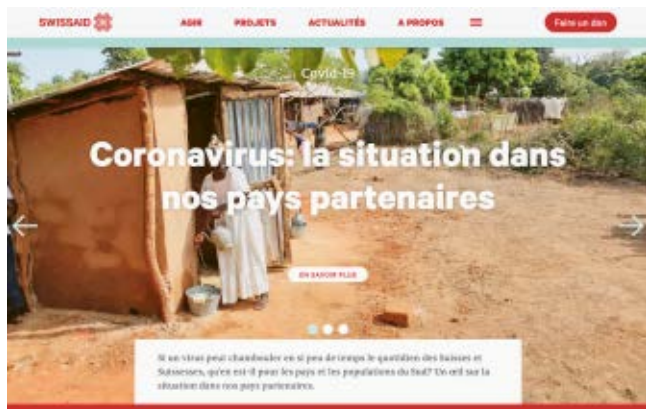 SWISSAID
AGIR PROJETS ACTUALITÉS A PROPOS
Faire un don
Covid-19
Coronavirus: la situation dans
nos pays partenaires
EN SAVOIR PLUS
Si un virus peut chambouler en si peu de temps le quotidien des Suisses et
Suissesses, qu'en est-il pour les pays et les populations du Sud? Un œil sur la
situation dans nos pays partenaires.